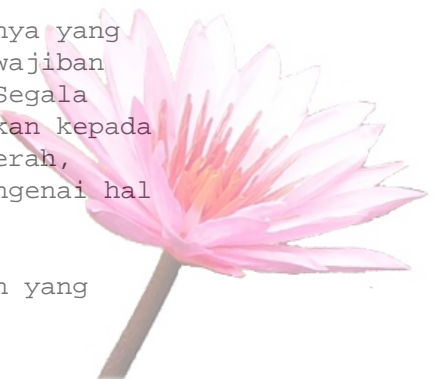 nya yang
wajiban
Segala
kan kepada
erah,
ngenai hal
n yang